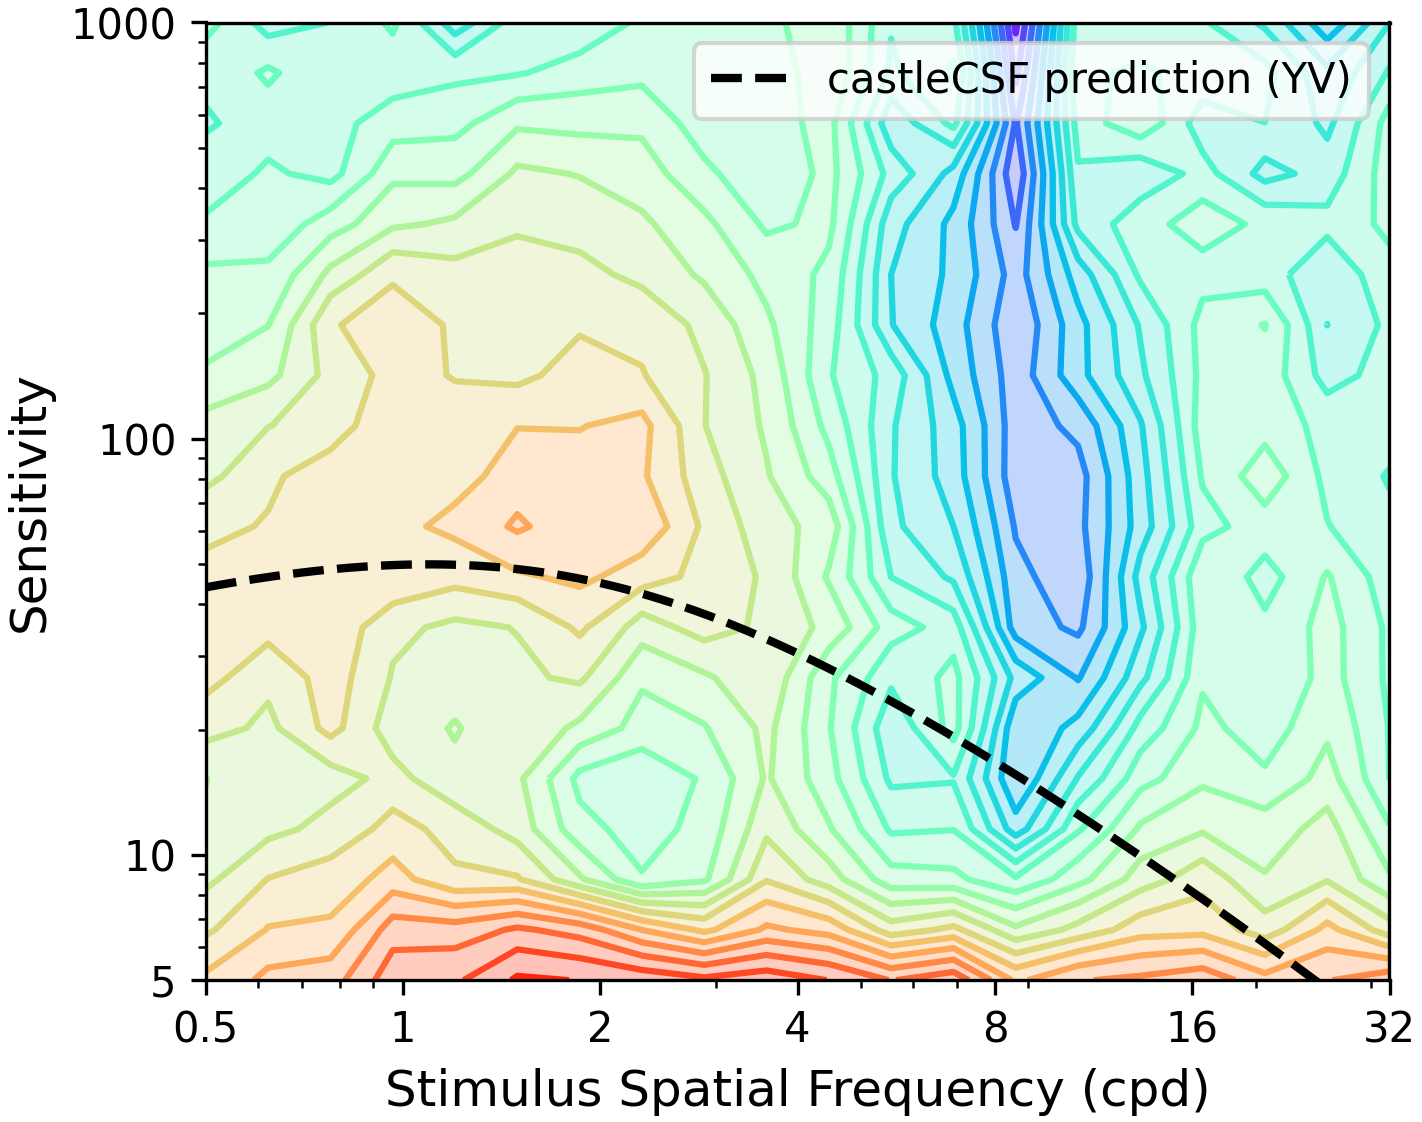 1000
castleCSF prediction (YV)
Sensitivity
100
10
5
0.5 1 2 4 8 16 32
Stimulus Spatial Frequency (cpd)